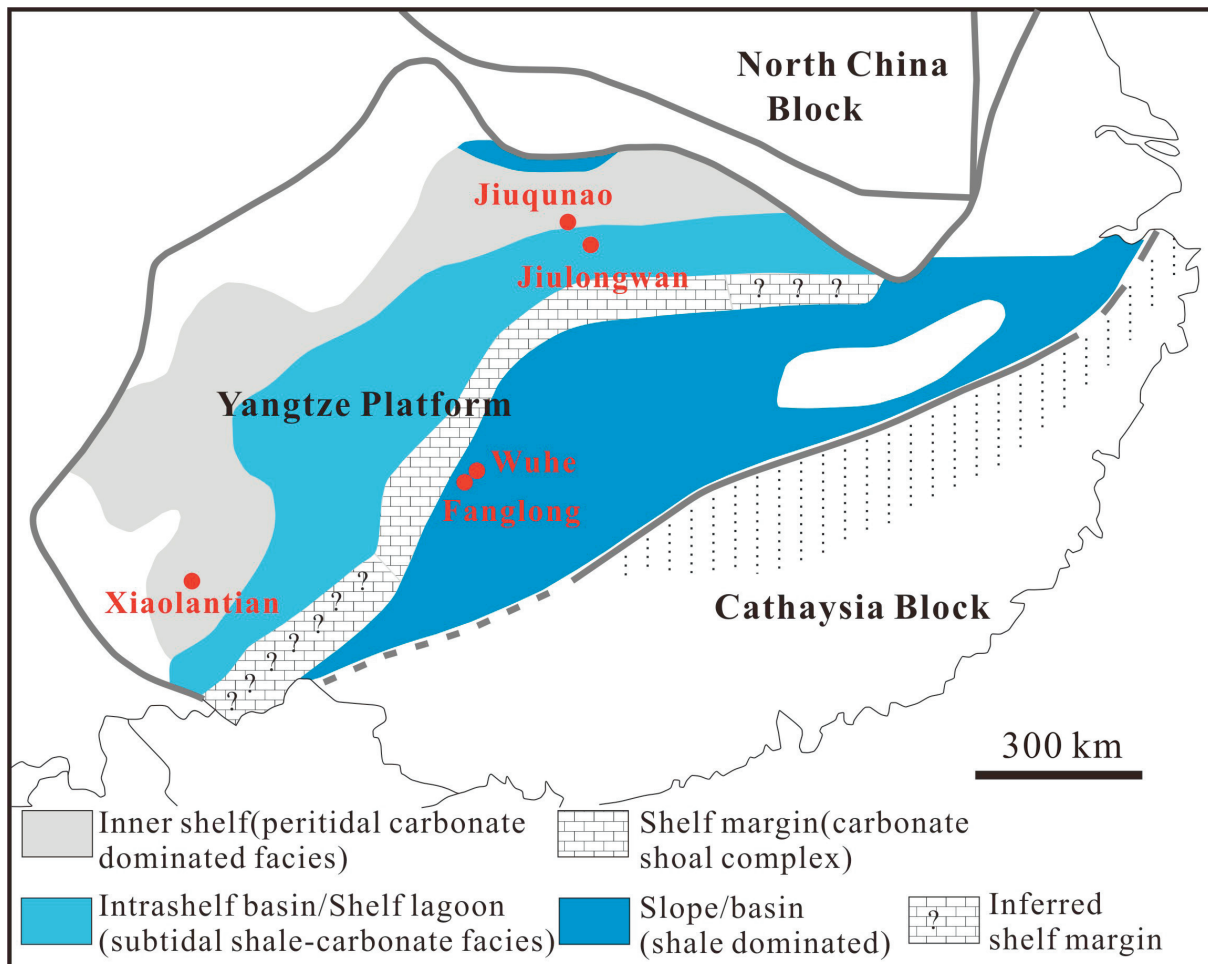 North China
Block
Jiuqunao
Jiulongwan
? ? ?
Yangtze Platform
Wuhe
Fanglong
Xiaolantian
? ? ? ? ? ? ?
Cathaysia Block
300 km
Inner shelf(peritidal carbonate
dominated facies)
Shelf margin(carbonate
shoal complex)
Intrashelf basin/Shelf lagoon
(subtidal shale-carbonate facies)
Slope/basin
(shale dominated)
?
Inferred
shelf margin